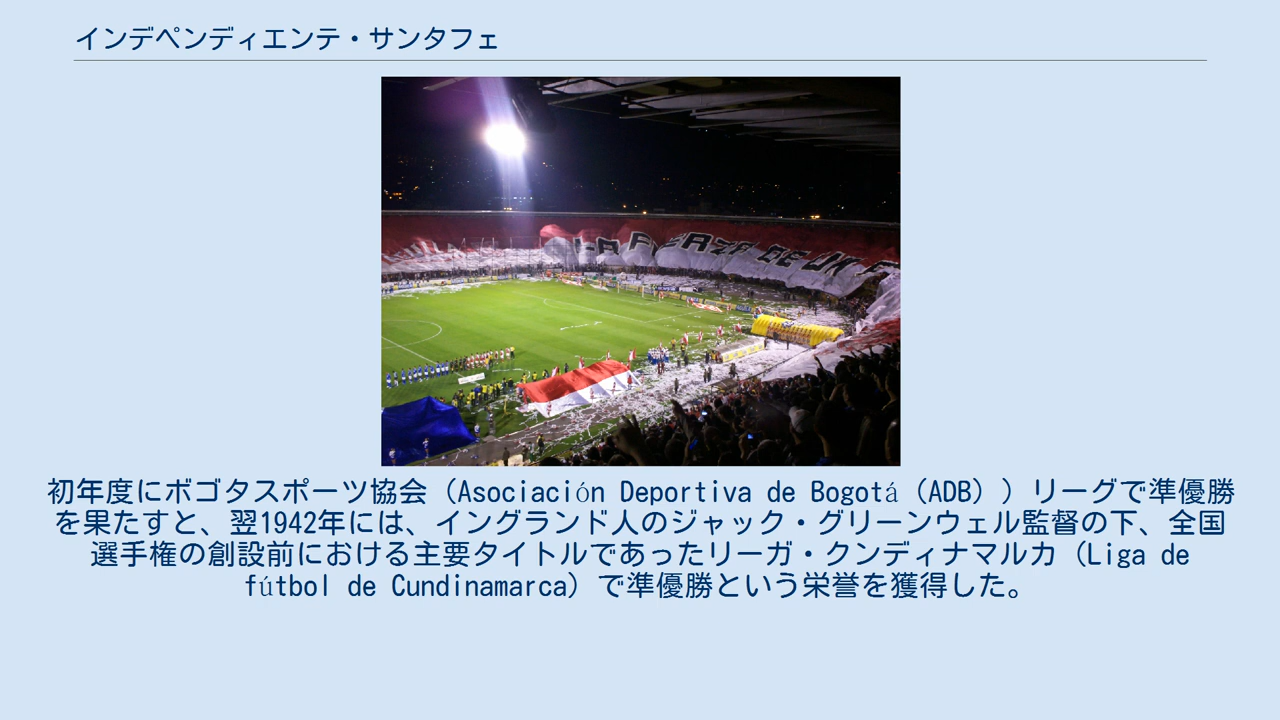 インデペンディエンテ・サンタフェ
LA FUERZA DE UN
初年度にボゴタスポーツ協会（Asociación Deportiva de Bogotá（ADB））リーグで準優勝
を果たすと、翌1942年には、イングランド人のジャック・グリーンウェル監督の下、全国
選手権の創設前における主要タイトルであったリーガ・クンディナマルカ（Liga de
fútbol de Cundinamarca）で準優勝という栄誉を獲得した。